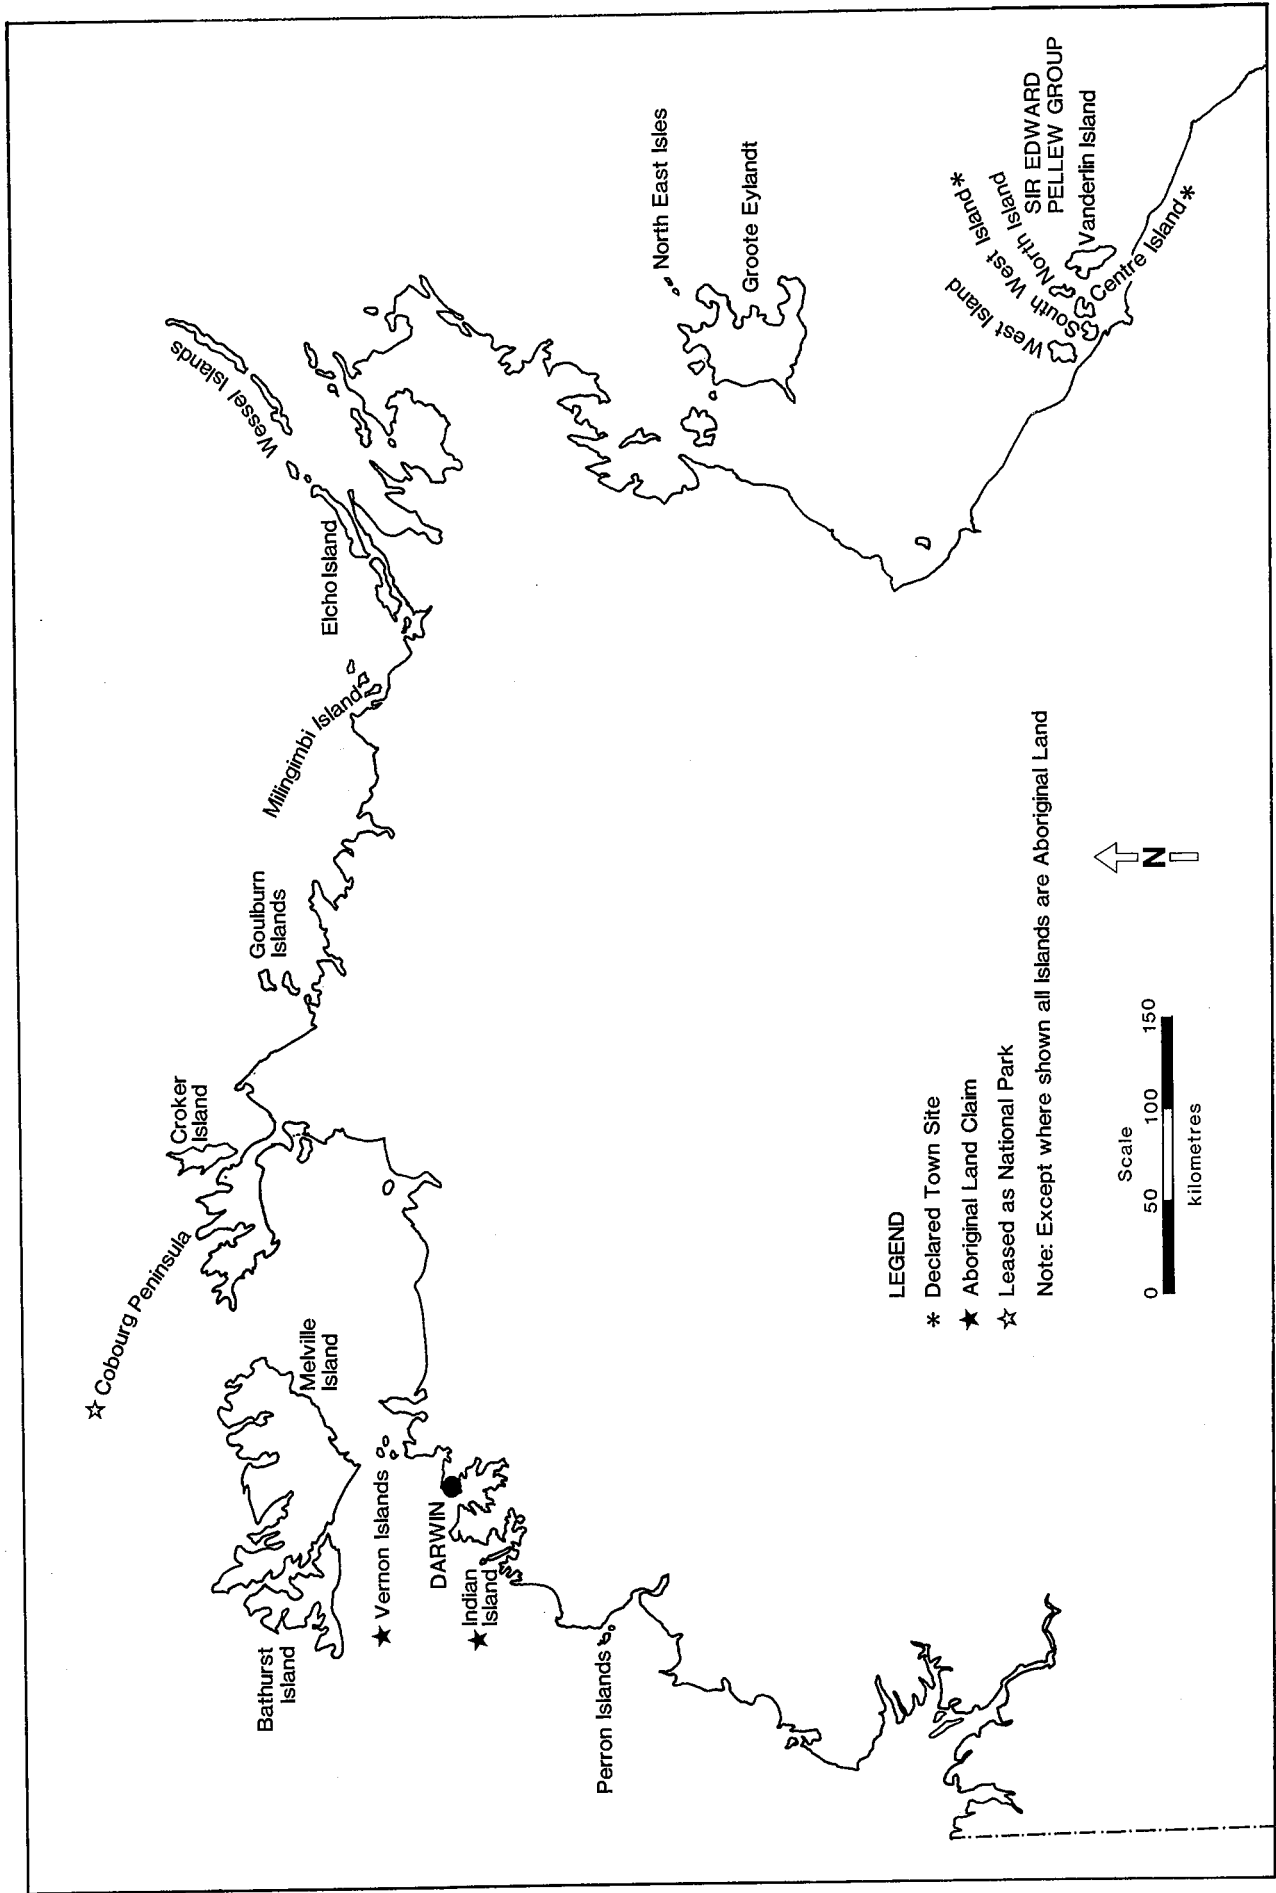 ☆ Cobourg Peninsula
Croker
Island
Goulburn
Islands
Milingimbi Island
Elcho Island
Wessel Islands
Bathurst
Island
Melville
Island
★ Vernon Islands
DARWIN
★ Indian
Island
Perron Islands
North East Isles
Groote Eylandt
West Island
South West Island*
North Island
SIR EDWARD
PELLEW GROUP
Vanderlin Island
Centre Island*
LEGEND
* Declared Town Site
★ Aboriginal Land Claim
☆ Leased as National Park
Note: Except where shown all Islands are Aboriginal Land
Scale
0 50 100 150
kilometres
N